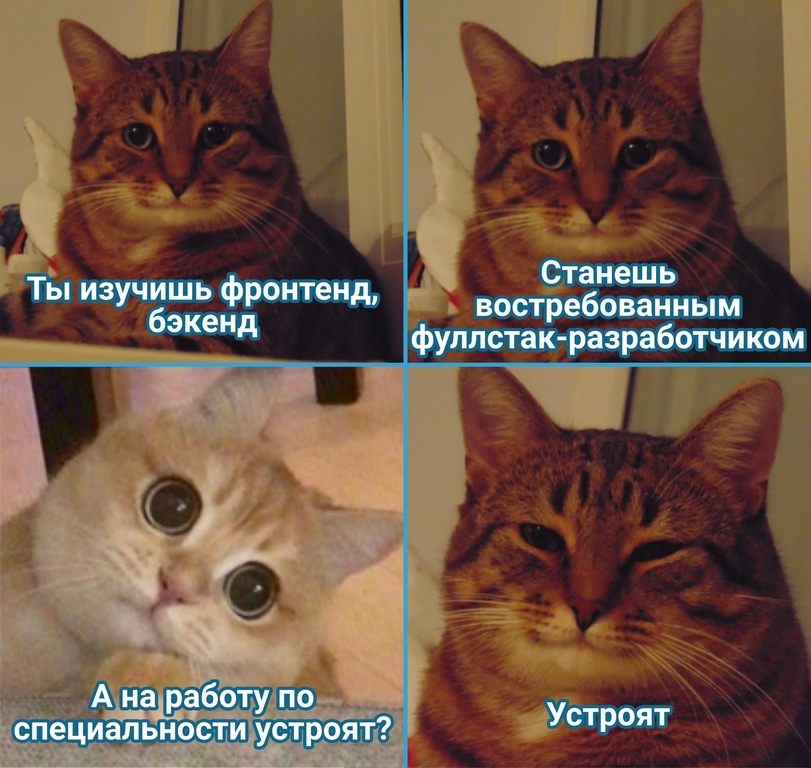 Ты изучишь фронтенд,
бэкенд
Станешь
востребованным
фуллстак-разработчиком
А на работу по
специальности устроят?
Устроят